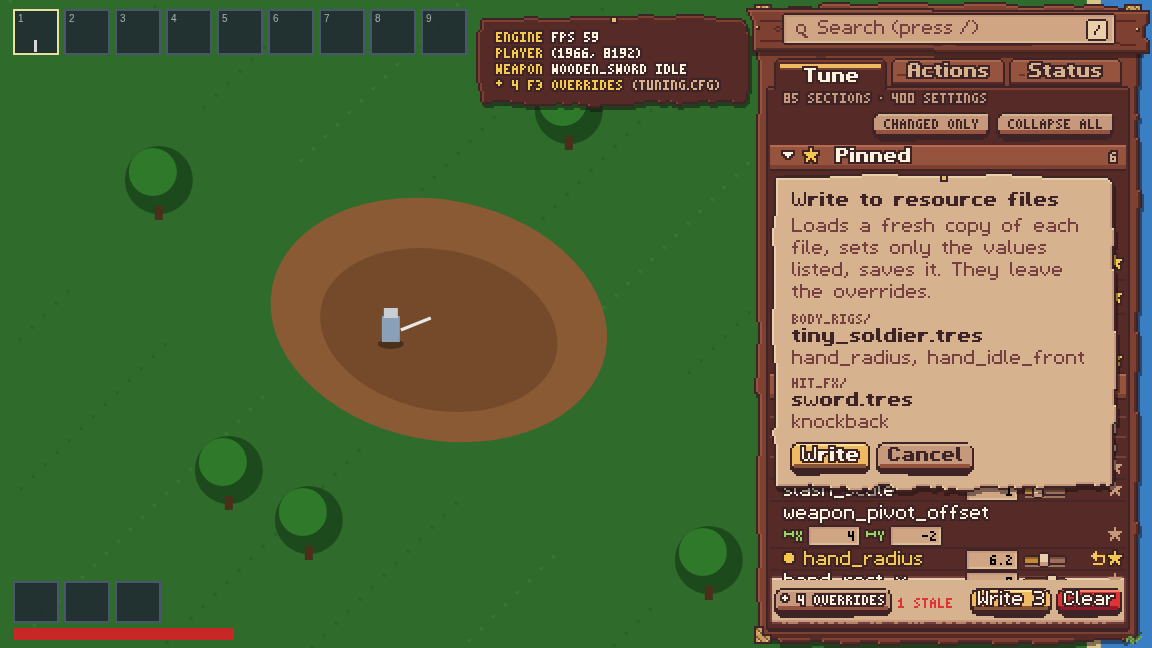 1 2 3 4 5 6 7 8 9
ENGINE FPS 59
PLAYER (1966, 8192)
WEAPON WOODEN_SWORD IDLE
+ 4 F3 OVERRIDES (TUNING.CFG)
Search (press /)
/
Tune
Actions
Status
85 SECTIONS · 400 SETTINGS
CHANGED ONLY
COLLAPSE ALL
Pinned
6
Write to resource files
Loads a fresh copy of each
file, sets only the values
listed, saves it. They leave
the overrides.
BODY_RIGS/
tiny_soldier.tres
hand_radius, hand_idle_front
HIT_FX/
sword.tres
knockback
Write
Cancel
slash_scale 1
weapon_pivot_offset
X 4 Y -2
hand_radius 6.2
+ 4 OVERRIDES
1 STALE
Write 3
Clear